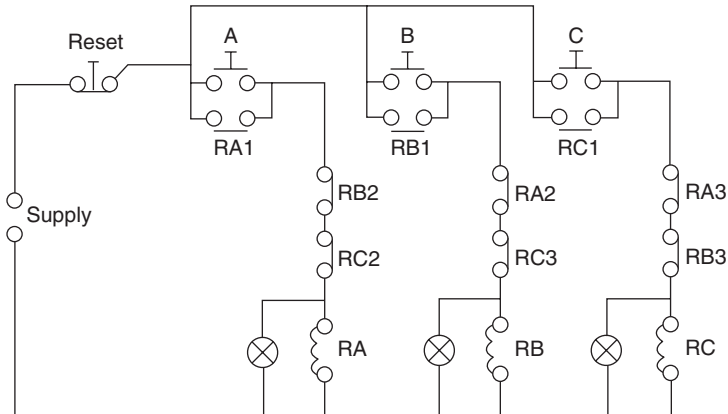 Reset
A
B
C
RA1
RB1
RC1
Supply
RB2
RA2
RA3
RC2
RC3
RB3
RA
RB
RC